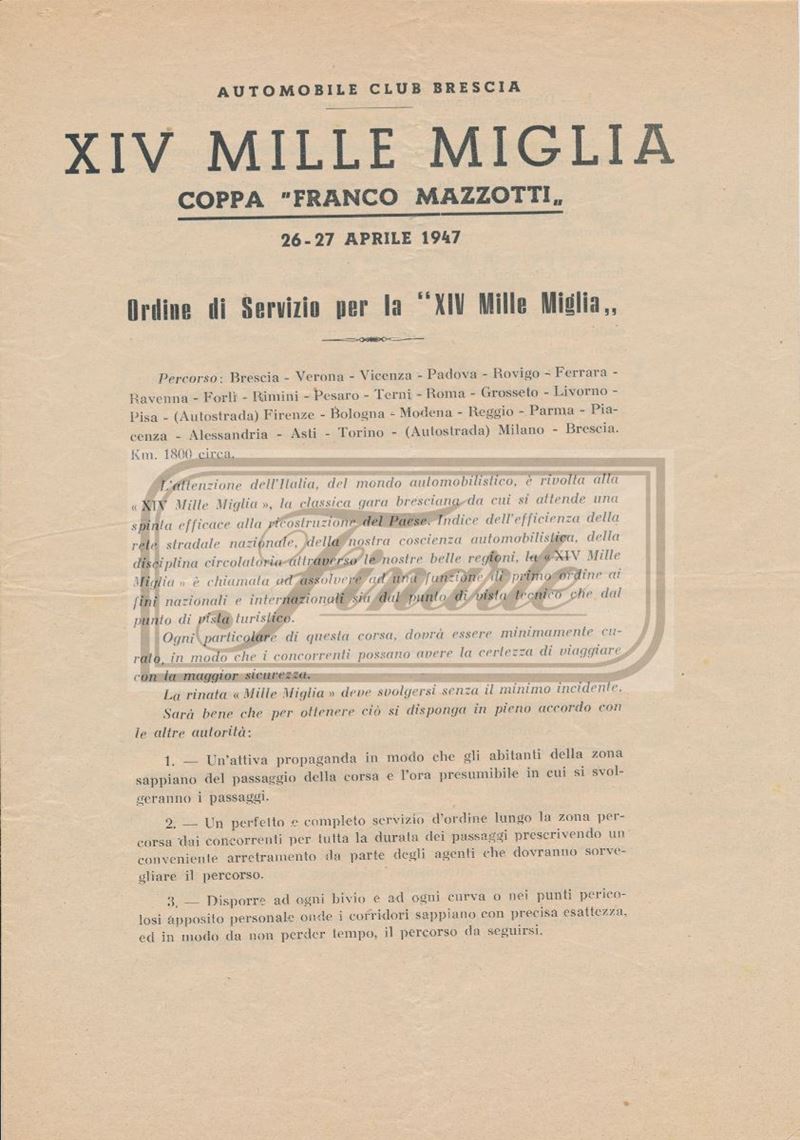 AUTOMOBILE CLUB BRESCIA
XIV MILLE MIGLIA
COPPA "FRANCO MAZZOTTI„
26-27 APRILE 1947
Ordine di Servizio per la "XIV Mille Miglia„
Percorso: Brescia - Verona - Vicenza - Padova - Rovigo - Ferrara -
Ravenna - Forlì - Rimini - Pesaro - Terni - Roma - Grosseto - Livorno -
Pisa - (Autostrada) Firenze - Bologna - Modena - Reggio - Parma - Pia-
cenza - Alessandria - Asti - Torino - (Autostrada) Milano - Brescia.
Km. 1800 circa.
L'attenzione dell'Italia, del mondo automobilistico, è rivolta alla
« XIV Mille Miglia », la classica gara bresciana da cui si attende una
spinta efficace alla ricostruzione del Paese. Indice dell'efficienza della
rete stradale nazionale, della nostra coscienza automobilistica, della
disciplina circolatoria attraverso le nostre belle regioni, la « XIV Mille
Miglia » è chiamata ad assolvere ad una funzione di primo ordine ai
fini nazionali e internazionali sia dal punto di vista tecnico che dal
punto di vista turistico.
Ogni particolare di questa corsa, dovrà essere minimamente cu-
rato, in modo che i concorrenti possano avere la certezza di viaggiare
con la maggior sicurezza.
La rinata « Mille Miglia » deve svolgersi senza il minimo incidente.
Sarà bene che per ottenere ciò si disponga in pieno accordo con
le altre autorità:
1. — Un'attiva propaganda in modo che gli abitanti della zona
sappiano del passaggio della corsa e l'ora presumibile in cui si svol-
geranno i passaggi.
2. — Un perfetto e completo servizio d'ordine lungo la zona per-
corsa dai concorrenti per tutta la durata dei passaggi prescrivendo un
conveniente arretramento da parte degli agenti che dovranno sorve-
gliare il percorso.
3. — Disporre ad ogni bivio e ad ogni curva o nei punti perico-
losi apposito personale onde i corridori sappiano con precisa esattezza,
ed in modo da non perder tempo, il percorso da seguirsi.
Finarte